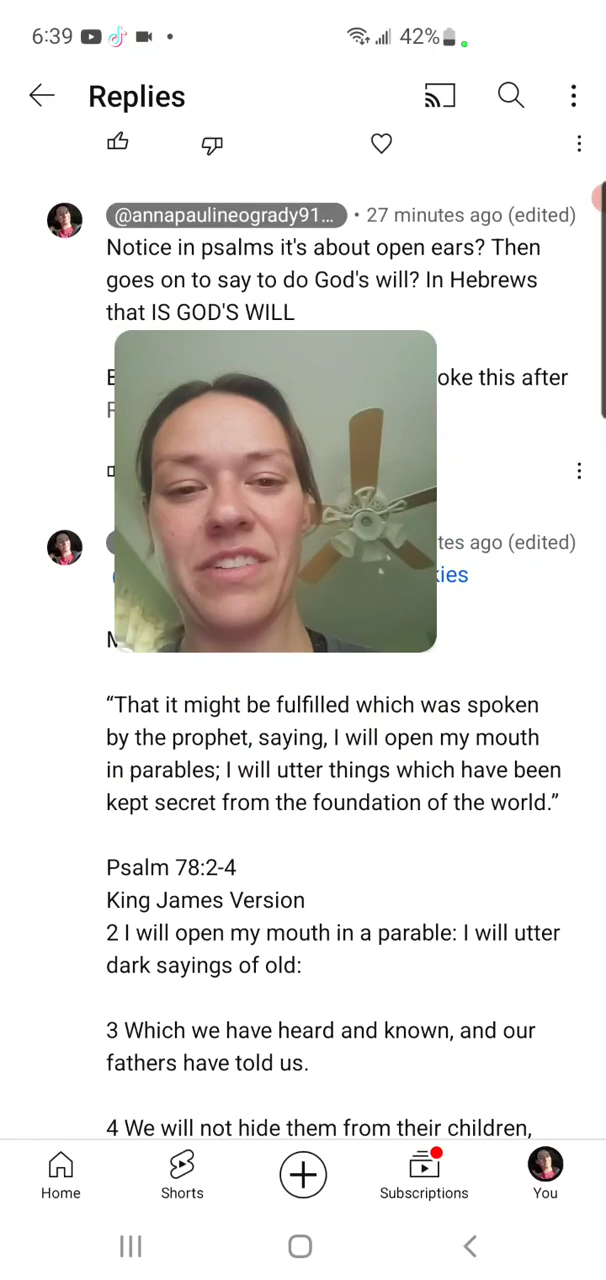 6:39
42%
Replies
@annapaulineogrady91... • 27 minutes ago (edited)
Notice in psalms it's about open ears? Then
goes on to say to do God's will? In Hebrews
that IS GOD'S WILL
oke this after
tes ago (edited)
kies
“That it might be fulfilled which was spoken
by the prophet, saying, I will open my mouth
in parables; I will utter things which have been
kept secret from the foundation of the world.”
Psalm 78:2-4
King James Version
2 I will open my mouth in a parable: I will utter
dark sayings of old:
3 Which we have heard and known, and our
fathers have told us.
4 We will not hide them from their children,
Home
Shorts
Subscriptions
You